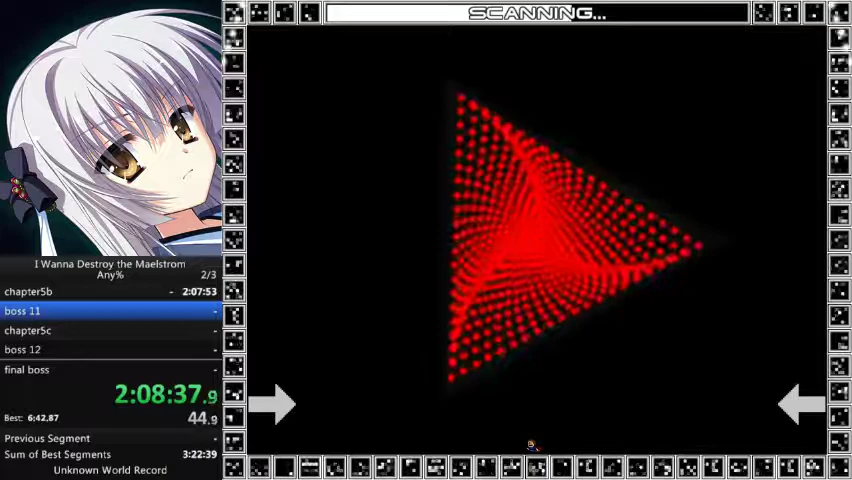 SCANNING...
I Wanna Destroy the Maelstrom
Any% 2/3
chapter5b - 2:07:53
boss 11 -
chapter5c -
boss 12 -
final boss
2:08:37.9
Best: 6:42.87 44.9
Previous Segment -
Sum of Best Segments 3:22:39
Unknown World Record